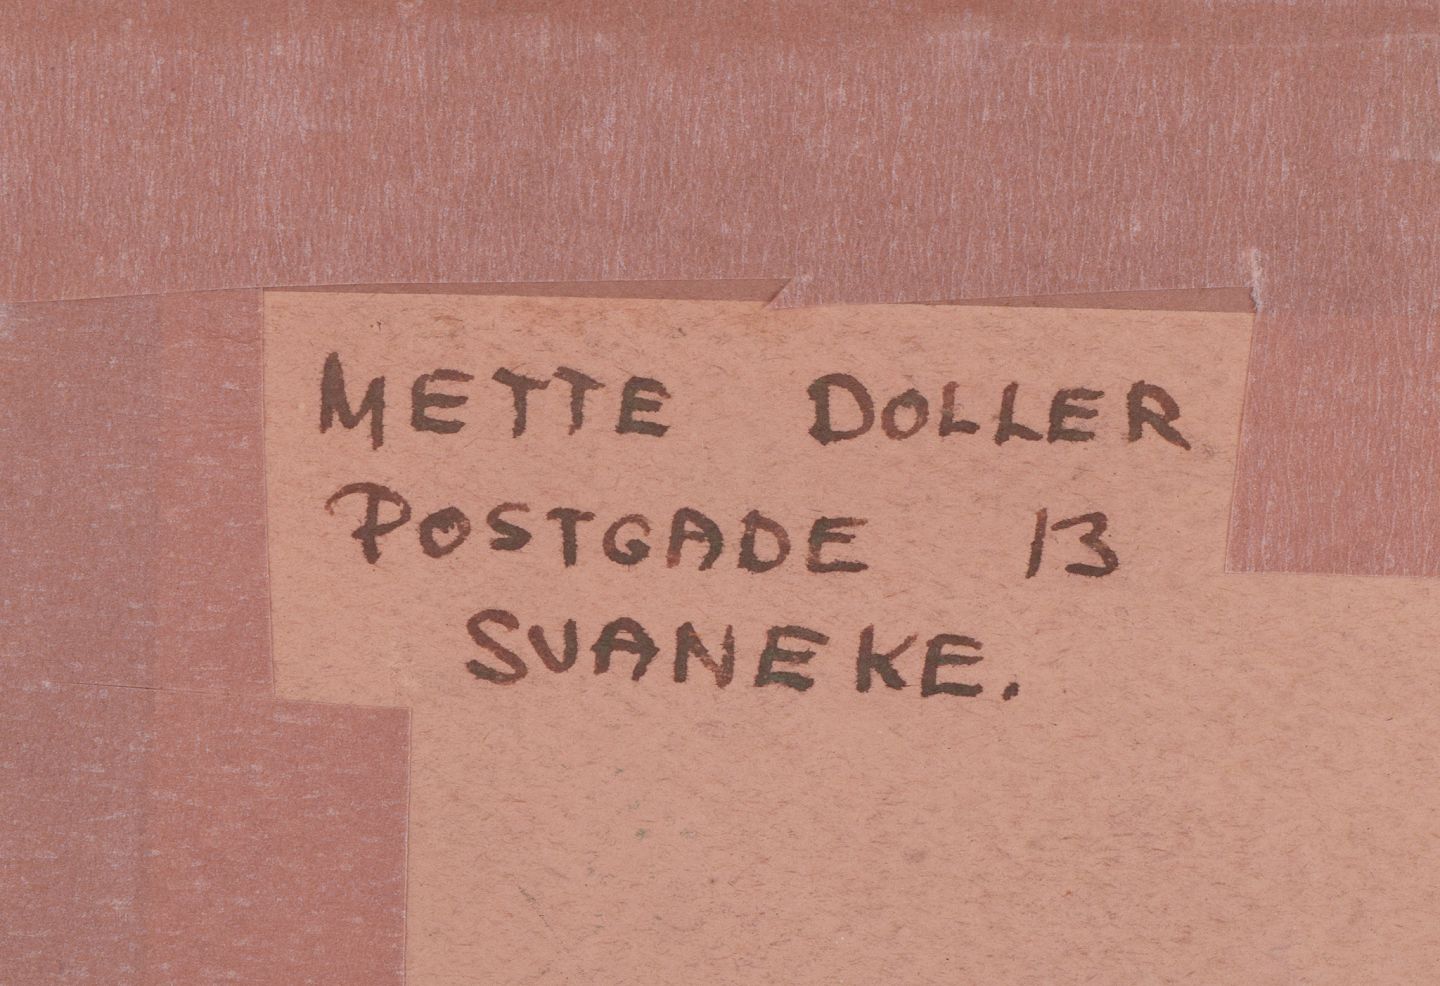 METTE DOLLER
POSTGADE 13
SVANEKE.